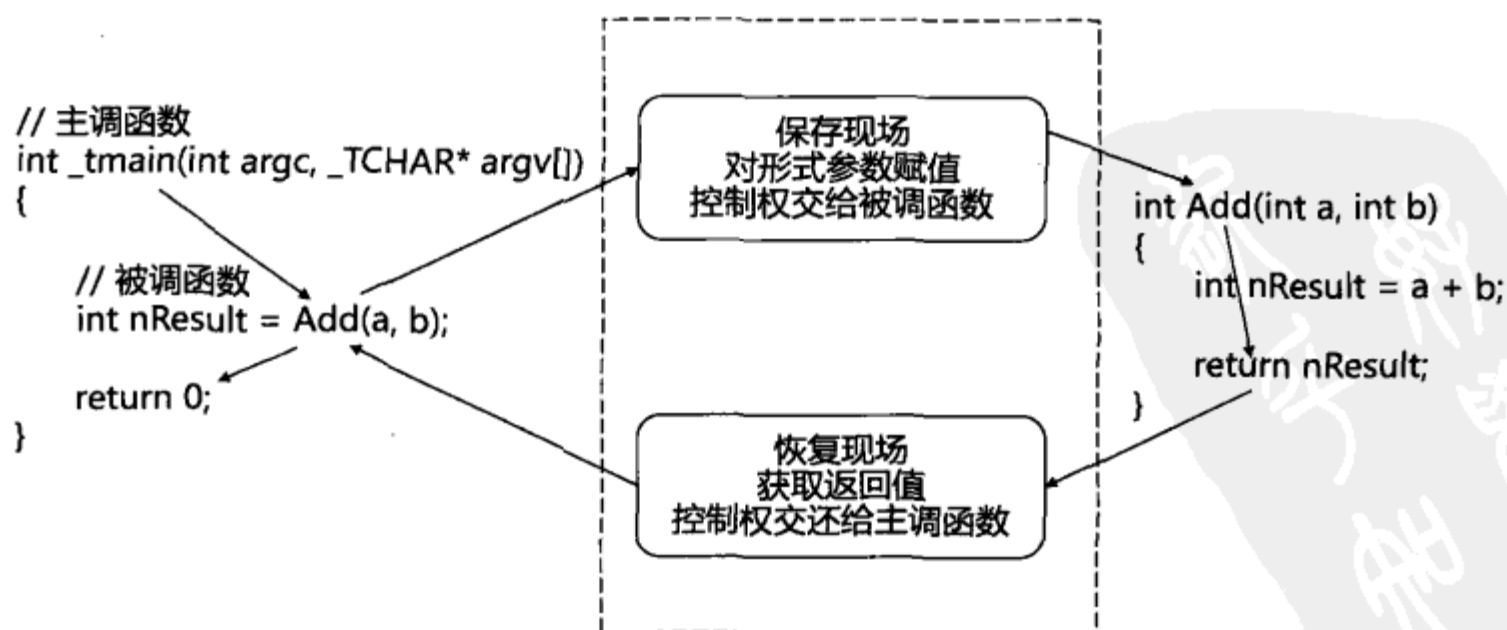 // 主调函数
int _tmain(int argc, _TCHAR* argv[])
{
// 被调函数
int nResult = Add(a, b);
return 0;
}
保存现场
对形式参数赋值
控制权交给被调函数
恢复现场
获取返回值
控制权交还给主调函数
int Add(int a, int b)
{
int nResult = a + b;
return nResult;
}